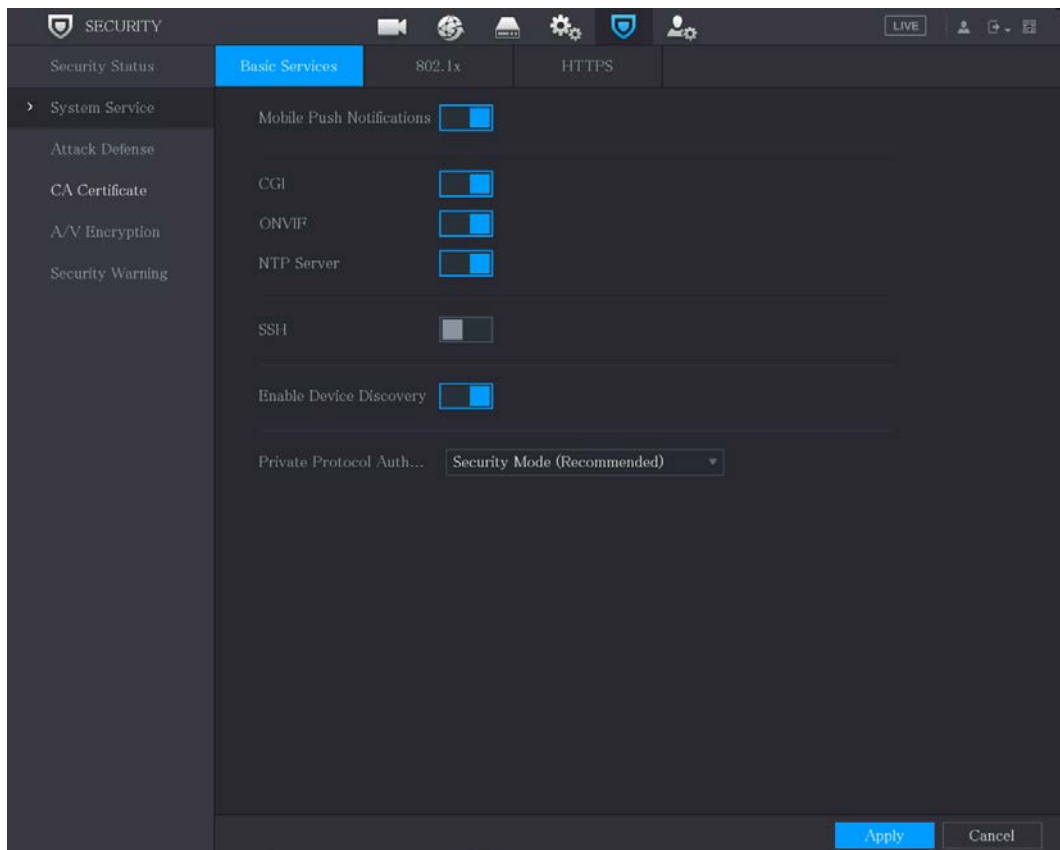 SECURITY
LIVE
Security Status
Basic Services
802.1x
HTTPS
System Service
Attack Defense
CA Certificate
A/V Encryption
Security Warning
Mobile Push Notifications
CGI
ONVIF
NTP Server
SSH
Enable Device Discovery
Private Protocol Auth... Security Mode (Recommended)
Apply
Cancel